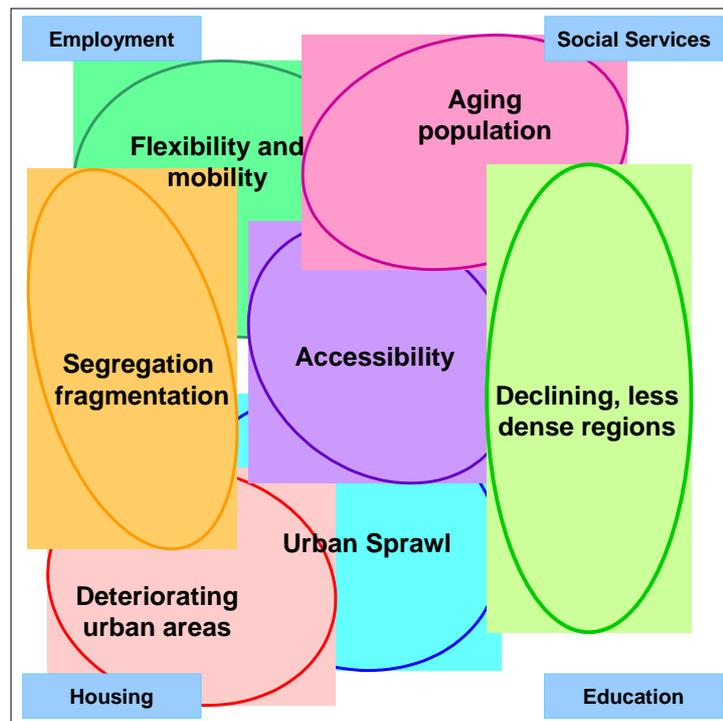 Employment
Social Services
Aging
population
Flexibility and
mobility
Segregation
fragmentation
Accessibility
Declining, less
dense regions
Urban Sprawl
Deteriorating
urban areas
Housing
Education